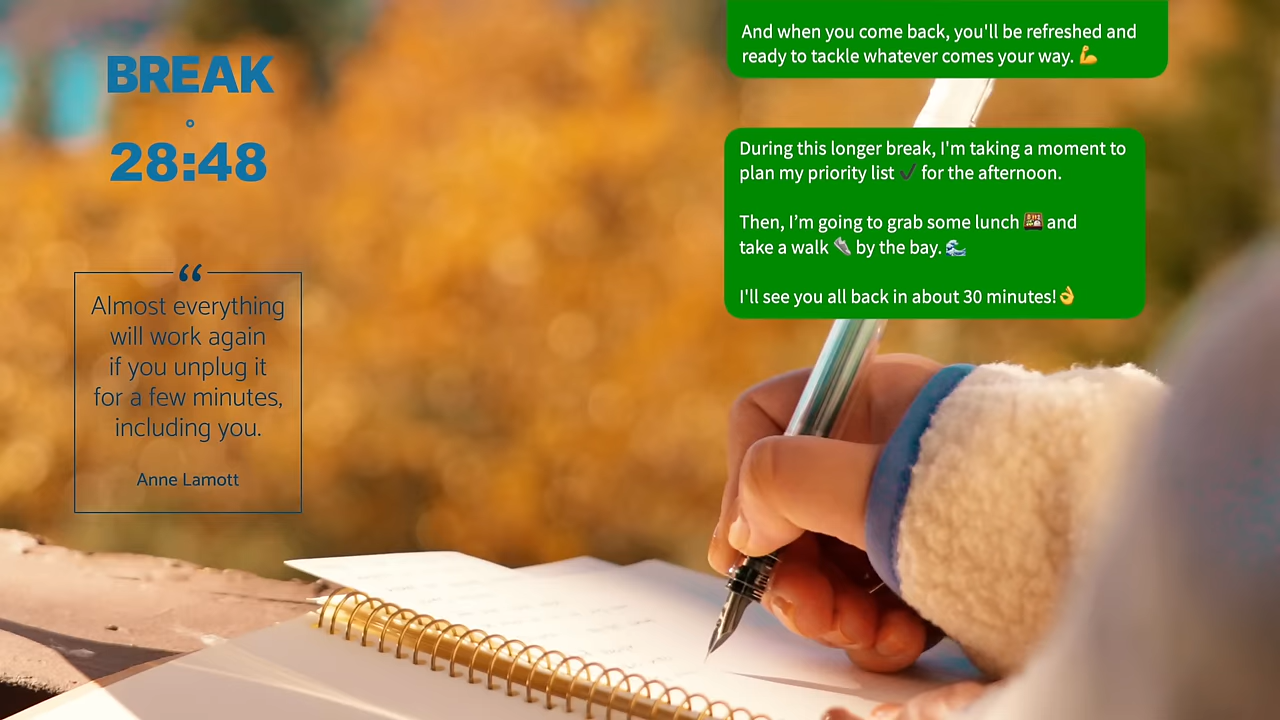 BREAK
28:48
“
Almost everything
will work again
if you unplug it
for a few minutes,
including you.
Anne Lamott
And when you come back, you'll be refreshed and
ready to tackle whatever comes your way. 💪
During this longer break, I'm taking a moment to
plan my priority list ✔️ for the afternoon.
Then, I’m going to grab some lunch 🍱 and
take a walk 👟 by the bay. 🌊
I'll see you all back in about 30 minutes!👌